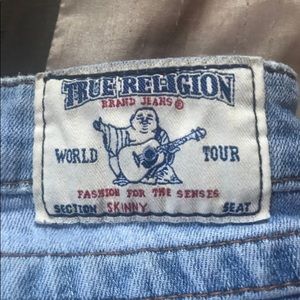 TRUE RELIGION
BRAND JEANS®
WORLD TOUR
FASHION FOR THE SENSES
SECTION SKINNY SEAT